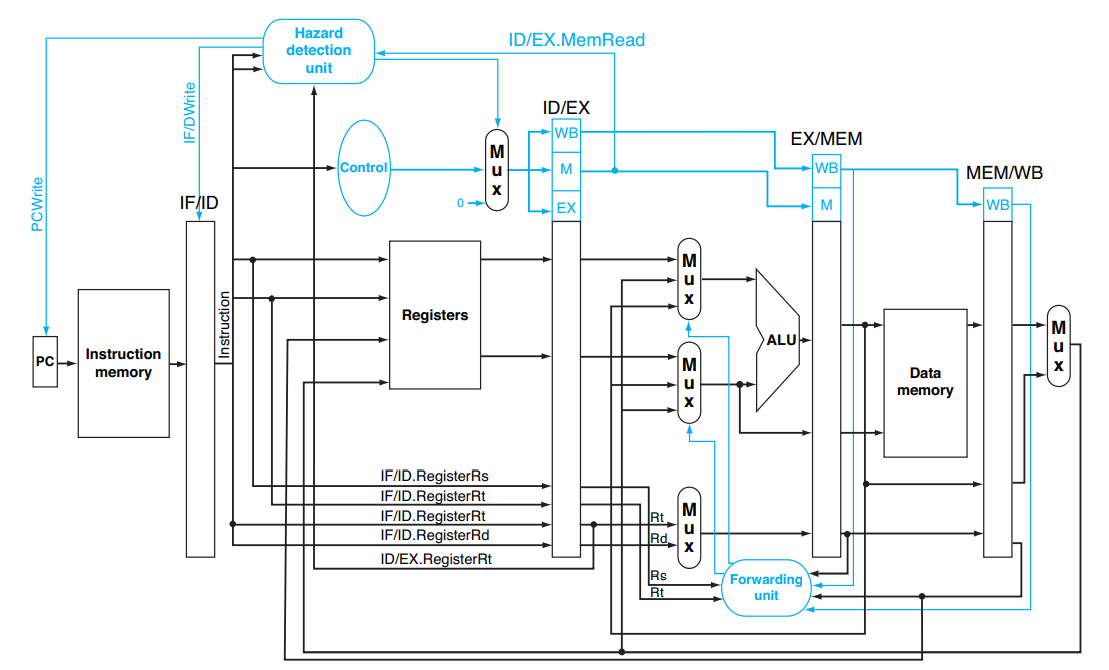 Hazard
detection
unit
ID/EX.MemRead
IF/DWrite
PCWrite
ID/EX
WB
M
EX
EX/MEM
WB
M
MEM/WB
WB
Control
M
u
x
0
IF/ID
PC
Instruction
memory
Instruction
Registers
M
u
x
M
u
x
ALU
Data
memory
M
u
x
IF/ID.RegisterRs
IF/ID.RegisterRt
IF/ID.RegisterRt
IF/ID.RegisterRd
ID/EX.RegisterRt
Rt
Rd
M
u
x
Rs
Rt
Forwarding
unit